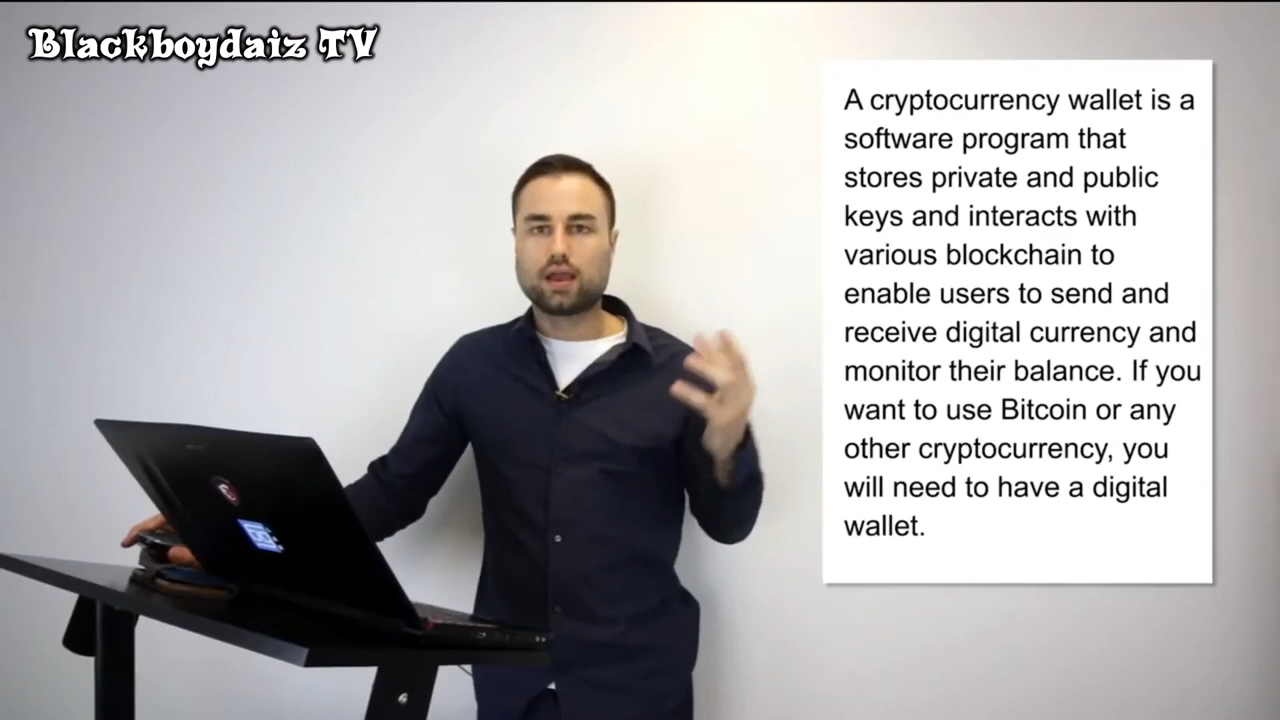 Blackboydaiz TV
A cryptocurrency wallet is a
software program that
stores private and public
keys and interacts with
various blockchain to
enable users to send and
receive digital currency and
monitor their balance. If you
want to use Bitcoin or any
other cryptocurrency, you
will need to have a digital
wallet.